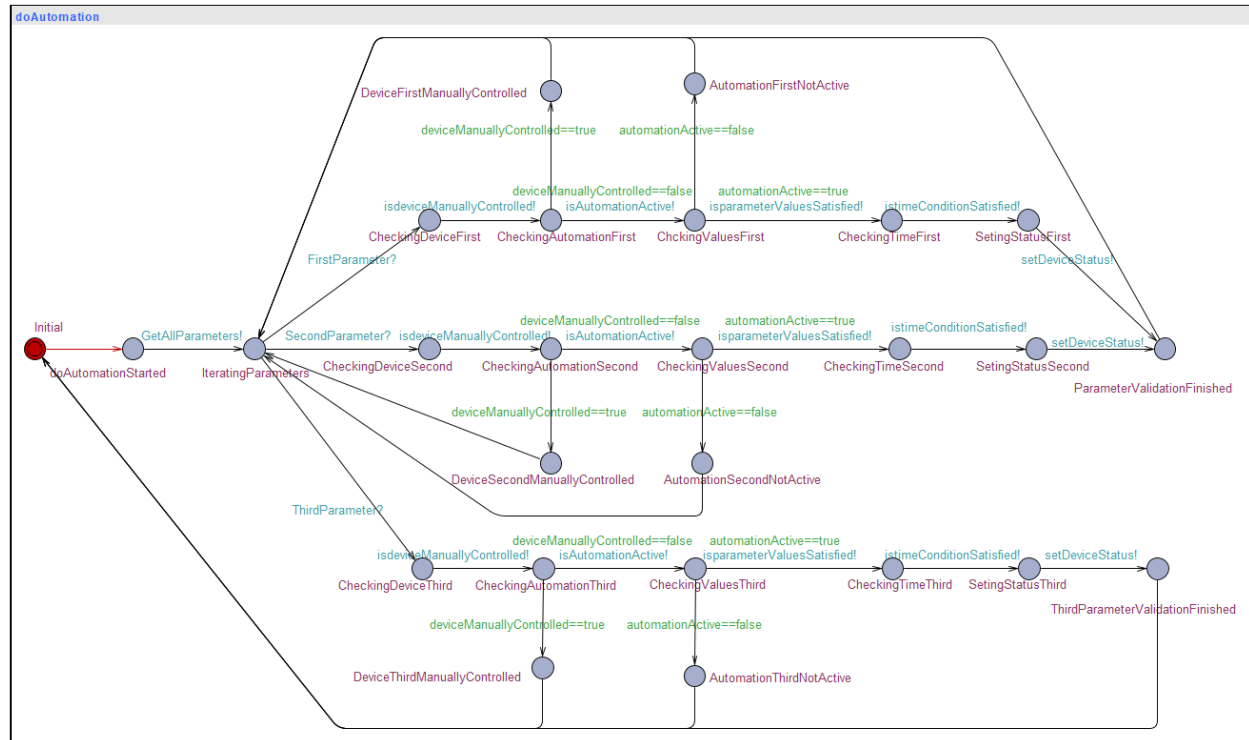 doAutomation
DeviceFirstManuallyControlled
AutomationFirstNotActive
deviceManuallyControlled==true
automationActive==false
deviceManuallyControlled==false
automationActive==true
isdeviceManuallyControlled!
isAutomationActive!
isparameterValuesSatisfied!
istimeConditionSatisfied!
CheckingDeviceFirst
CheckingAutomationFirst
ChckingValuesFirst
CheckingTimeFirst
SetingStatusFirst
FirstParameter?
setDeviceStatus!
Initial
GetAllParameters!
SecondParameter?
isdeviceManuallyControlled!
deviceManuallyControlled==false
isAutomationActive!
automationActive==true
isparameterValuesSatisfied!
istimeConditionSatisfied!
setDeviceStatus!
doAutomationStarted
IteratingParameters
CheckingDeviceSecond
CheckingAutomationSecond
CheckingValuesSecond
CheckingTimeSecond
SetingStatusSecond
ParameterValidationFinished
deviceManuallyControlled==true
automationActive==false
DeviceSecondManuallyControlled
AutomationSecondNotActive
ThirdParameter?
deviceManuallyControlled==false
automationActive==true
isdeviceManuallyControlled!
isAutomationActive!
isparameterValuesSatisfied!
istimeConditionSatisfied!
setDeviceStatus!
CheckingDeviceThird
CheckingAutomationThird
CheckingValuesThird
CheckingTimeThird
SetingStatusThird
ThirdParameterValidationFinished
deviceManuallyControlled==true
automationActive==false
DeviceThirdManuallyControlled
AutomationThirdNotActive